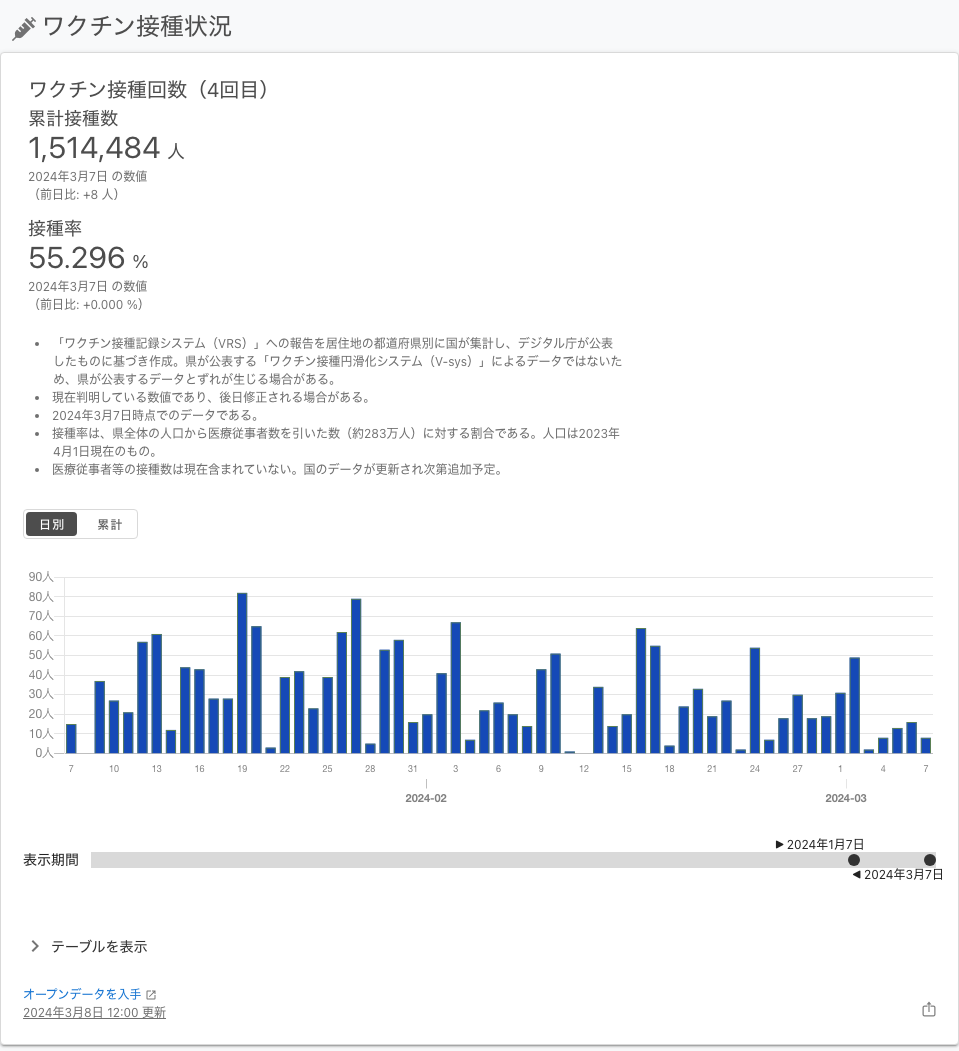 ワクチン接種状況
ワクチン接種回数（4回目）
累計接種数
1,514,484 人
2024年3月7日 の数値
（前日比: +8 人）
接種率
55.296 %
2024年3月7日 の数値
（前日比: +0.000 %）
• 「ワクチン接種記録システム（VRS）」への報告を居住地の都道府県別に国が集計し、デジタル庁が公表
したものに基づき作成。県が公表する「ワクチン接種円滑化システム（V-sys）」によるデータではないた
め、県が公表するデータとずれが生じる場合がある。
• 現在判明している数値であり、後日修正される場合がある。
• 2024年3月7日時点でのデータである。
• 接種率は、県全体の人口から医療従事者数を引いた数（約283万人）に対する割合である。人口は2023年
4月1日現在のもの。
• 医療従事者等の接種数は現在含まれていない。国のデータが更新され次第追加予定。
日別 累計
90人
80人
70人
60人
50人
40人
30人
20人
10人
0人
7 10 13 16 19 22 25 28 31 3 6 9 12 15 18 21 24 27 1 4 7
2024-02 2024-03
▶ 2024年1月7日
表示期間
◀ 2024年3月7日
テーブルを表示
オープンデータを入手
2024年3月8日 12:00 更新